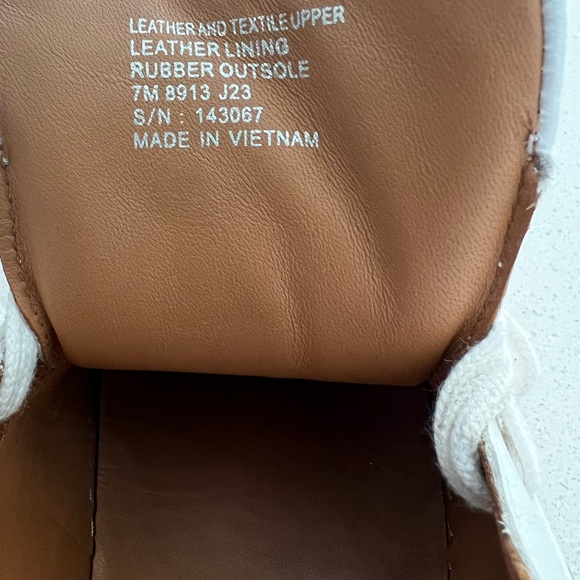 LEATHER AND TEXTILE UPPER
LEATHER LINING
RUBBER OUTSOLE
7M 8913 J23
S/N : 143067
MADE IN VIETNAM